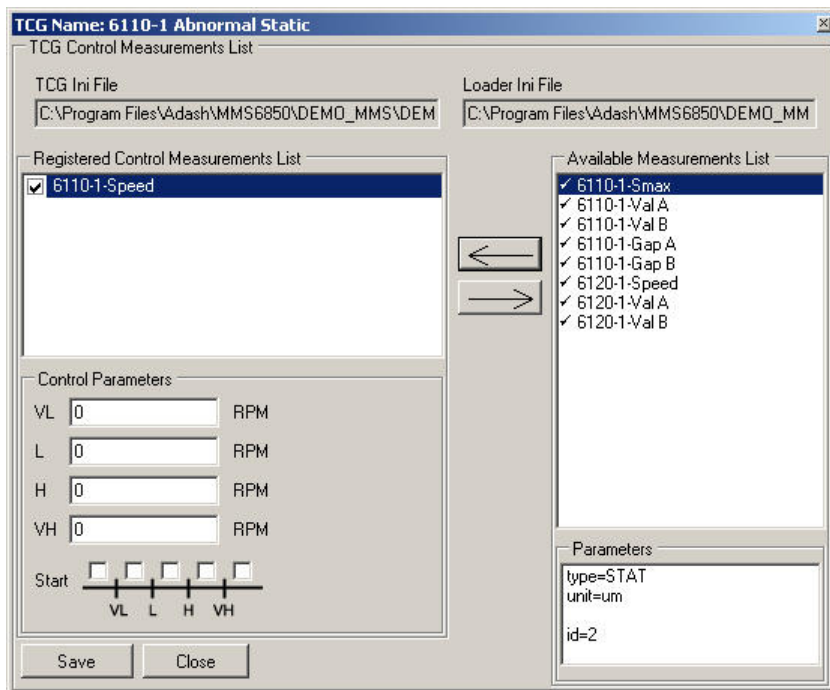 TCG Name: 6110-1 Abnormal Static
TCG Control Measurements List
TCG Ini File
Loader Ini File
C:\Program Files\Adash\MMS6850\DEMO_MMS\DEM
C:\Program Files\Adash\MMS6850\DEMO_MM
Registered Control Measurements List
6110-1-Speed
Available Measurements List
6110-1-Smax
6110-1-Val A
6110-1-Val B
6110-1-Gap A
6110-1-Gap B
6120-1-Speed
6120-1-Val A
6120-1-Val B
Control Parameters
VL 0 RPM
L 0 RPM
H 0 RPM
VH 0 RPM
Start
VL L H VH
Parameters
type=STAT
unit=um
id=2
Save Close